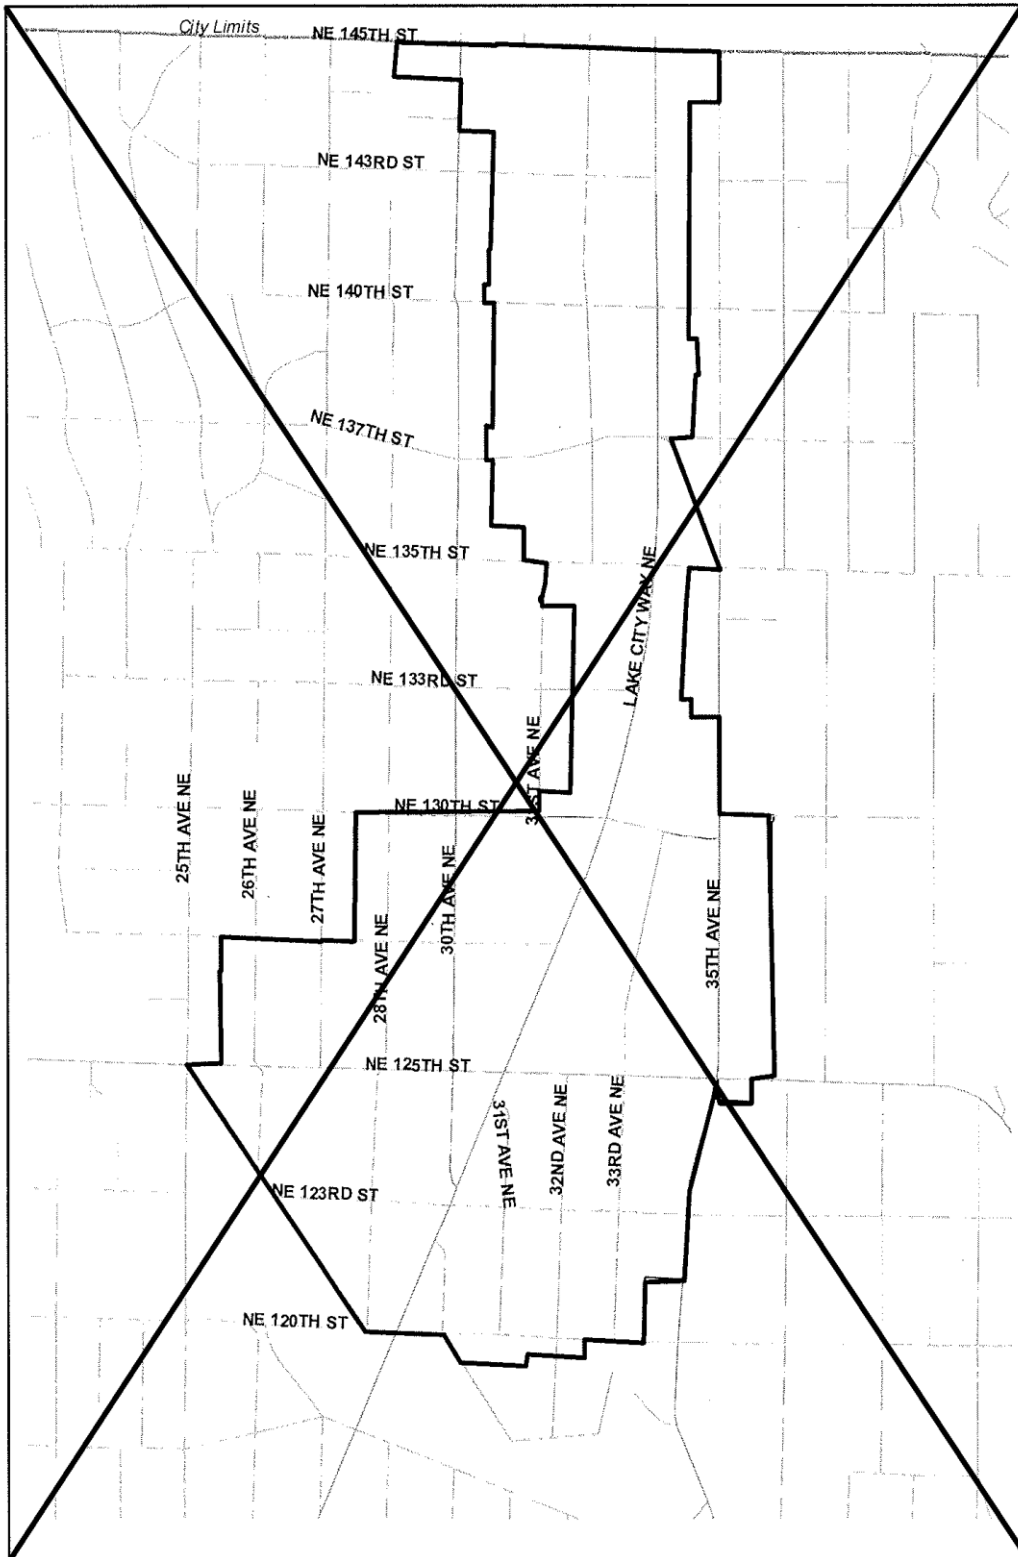 City Limits
NE 145TH ST
NE 143RD ST
NE 140TH ST
NE 137TH ST
NE 135TH ST
LAKE CITY WAY NE
NE 133RD ST
31ST AVE NE
NE 130TH ST
25TH AVE NE
26TH AVE NE
27TH AVE NE
28TH AVE NE
30TH AVE NE
35TH AVE NE
NE 125TH ST
31ST AVE NE
32ND AVE NE
33RD AVE NE
NE 123RD ST
NE 120TH ST